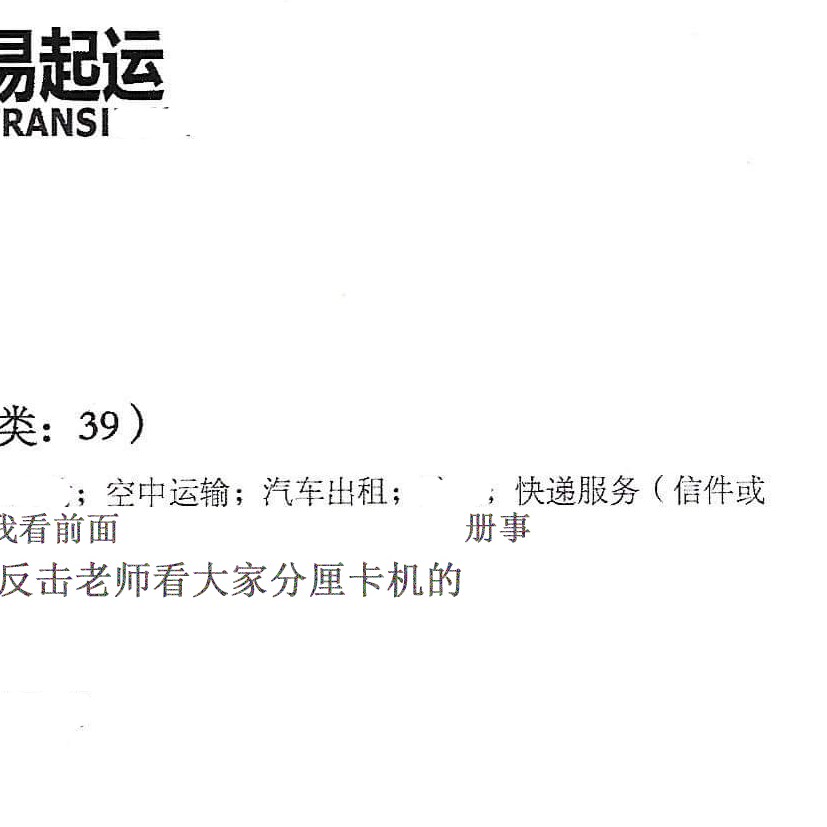 易起运
RANSI
类：39）
；空中运输；汽车出租； ；快递服务（信件或
我看前面 册事
反击老师看大家分厘卡机的